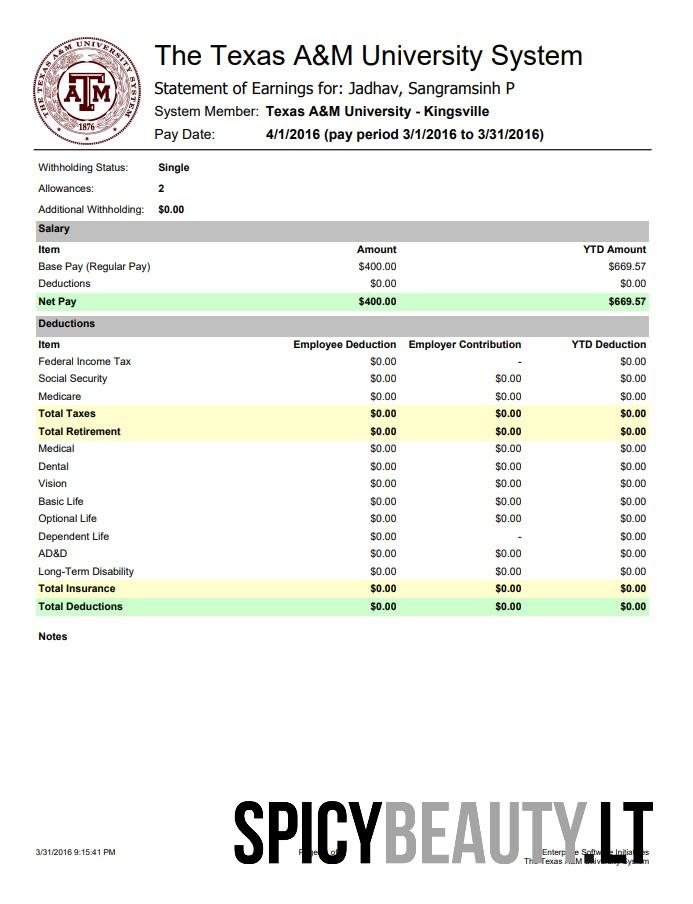 THE TEXAS A&M UNIVERSITY SYSTEM
ATM
1876
The Texas A&M University System
Statement of Earnings for: Jadhav, Sangramsinh P
System Member: Texas A&M University - Kingsville
Pay Date: 4/1/2016 (pay period 3/1/2016 to 3/31/2016)
Withholding Status: Single
Allowances: 2
Additional Withholding: $0.00
Salary
Item Amount YTD Amount
Base Pay (Regular Pay) $400.00 $669.57
Deductions $0.00 $0.00
Net Pay $400.00 $669.57
Deductions
Item Employee Deduction Employer Contribution YTD Deduction
Federal Income Tax $0.00 - $0.00
Social Security $0.00 $0.00 $0.00
Medicare $0.00 $0.00 $0.00
Total Taxes $0.00 $0.00 $0.00
Total Retirement $0.00 $0.00 $0.00
Medical $0.00 $0.00 $0.00
Dental $0.00 $0.00 $0.00
Vision $0.00 $0.00 $0.00
Basic Life $0.00 $0.00 $0.00
Optional Life $0.00 $0.00 $0.00
Dependent Life $0.00 - $0.00
AD&D $0.00 $0.00 $0.00
Long-Term Disability $0.00 $0.00 $0.00
Total Insurance $0.00 $0.00 $0.00
Total Deductions $0.00 $0.00 $0.00
Notes
SPICYBEAUTY.LT
3/31/2016 9:15:41 PM
Enterprise Software Initiatives
The Texas A&M University System